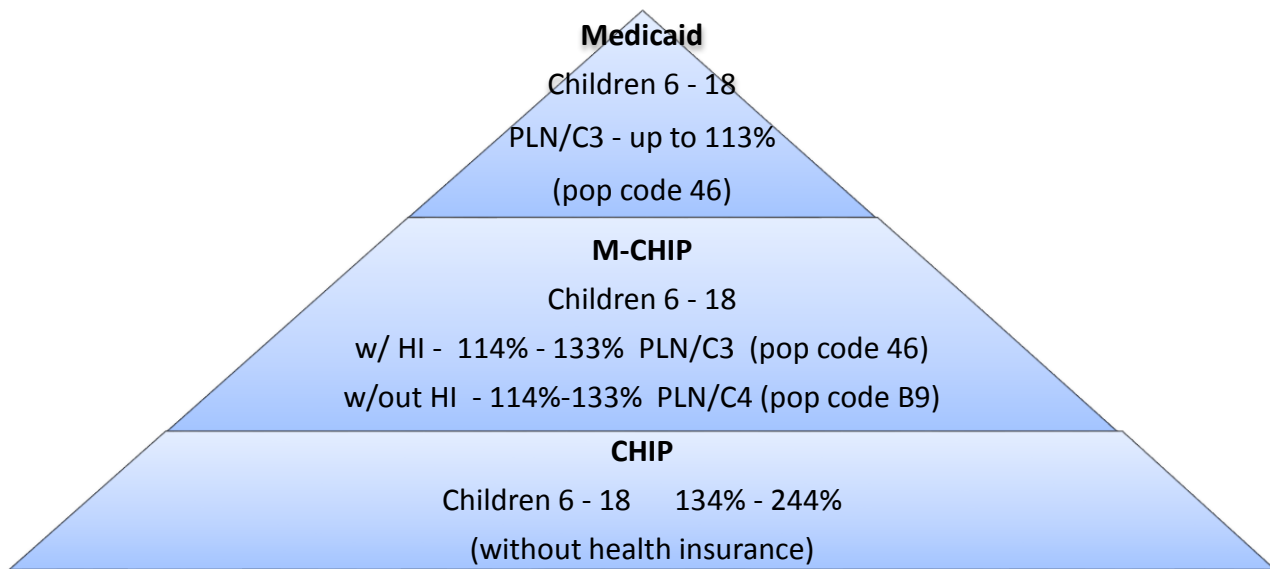 Medicaid
Children 6 - 18
PLN/C3 - up to 113%
(pop code 46)
M-CHIP
Children 6 - 18
w/ HI - 114% - 133% PLN/C3 (pop code 46)
w/out HI - 114%-133% PLN/C4 (pop code B9)
CHIP
Children 6 - 18 134% - 244%
(without health insurance)